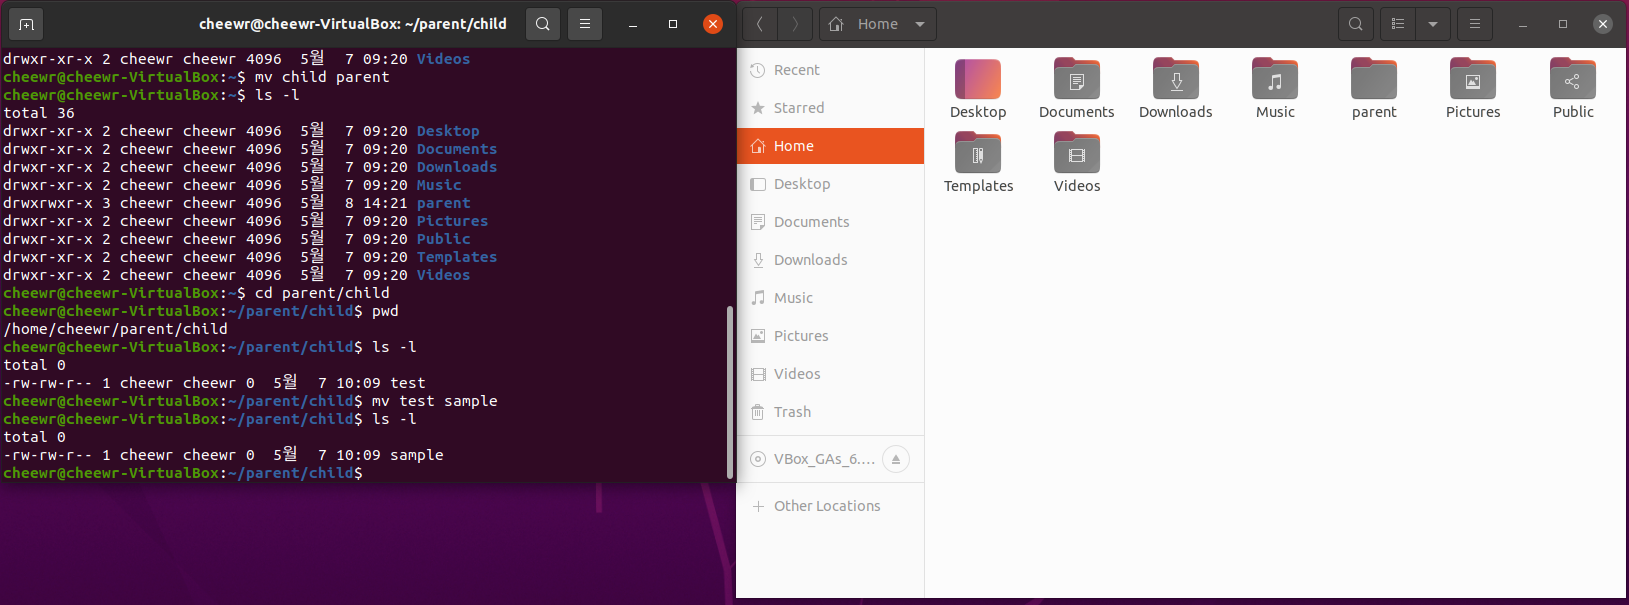 cheewr@cheewr-VirtualBox: ~/parent/child
drwxr-xr-x 2 cheewr cheewr 4096  5월  7 09:20 Videos
cheewr@cheewr-VirtualBox:~$ mv child parent
cheewr@cheewr-VirtualBox:~$ ls -l
total 36
drwxr-xr-x 2 cheewr cheewr 4096  5월  7 09:20 Desktop
drwxr-xr-x 2 cheewr cheewr 4096  5월  7 09:20 Documents
drwxr-xr-x 2 cheewr cheewr 4096  5월  7 09:20 Downloads
drwxr-xr-x 2 cheewr cheewr 4096  5월  7 09:20 Music
drwxrwxr-x 3 cheewr cheewr 4096  5월  8 14:21 parent
drwxr-xr-x 2 cheewr cheewr 4096  5월  7 09:20 Pictures
drwxr-xr-x 2 cheewr cheewr 4096  5월  7 09:20 Public
drwxr-xr-x 2 cheewr cheewr 4096  5월  7 09:20 Templates
drwxr-xr-x 2 cheewr cheewr 4096  5월  7 09:20 Videos
cheewr@cheewr-VirtualBox:~$ cd parent/child
cheewr@cheewr-VirtualBox:~/parent/child$ pwd
/home/cheewr/parent/child
cheewr@cheewr-VirtualBox:~/parent/child$ ls -l
total 0
-rw-rw-r-- 1 cheewr cheewr 0  5월  7 10:09 test
cheewr@cheewr-VirtualBox:~/parent/child$ mv test sample
cheewr@cheewr-VirtualBox:~/parent/child$ ls -l
total 0
-rw-rw-r-- 1 cheewr cheewr 0  5월  7 10:09 sample
cheewr@cheewr-VirtualBox:~/parent/child$
Home
Recent
Starred
Home
Desktop
Documents
Downloads
Music
Pictures
Videos
Trash
VBox_GAs_6....
Other Locations
Desktop
Documents
Downloads
Music
parent
Pictures
Public
Templates
Videos